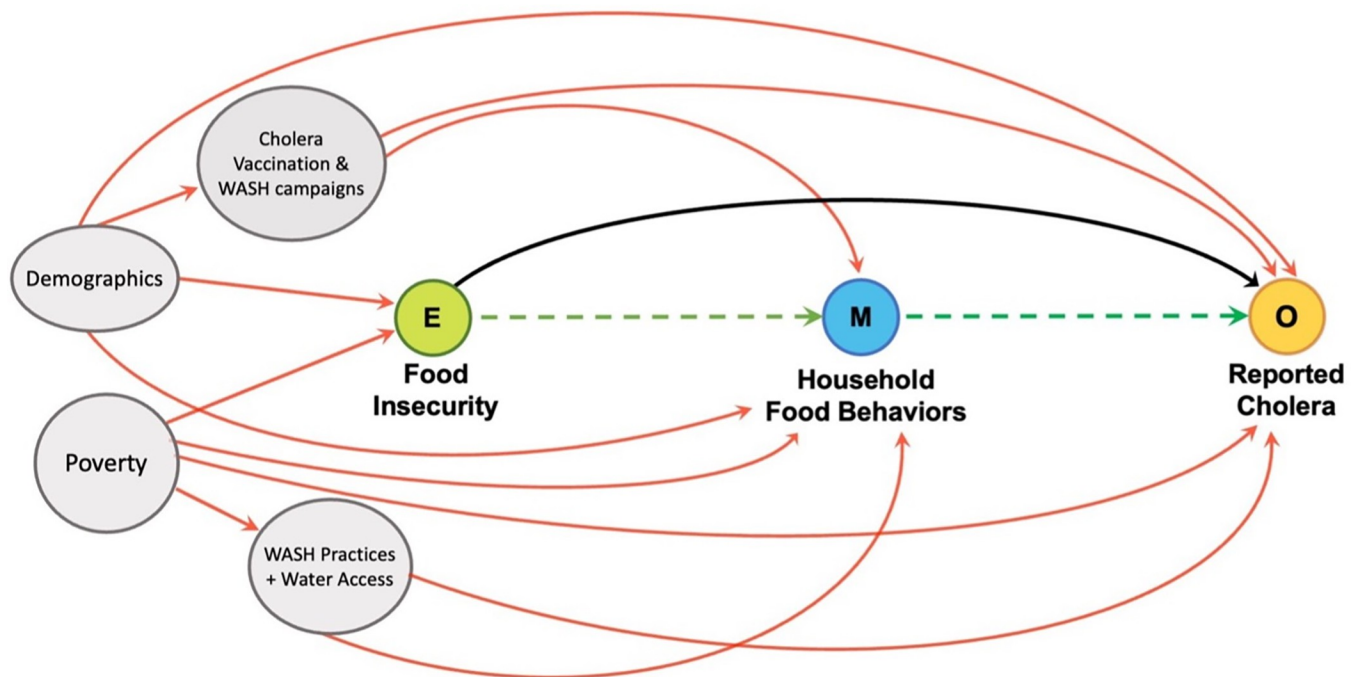 Cholera
Vaccination &
WASH campaigns
Demographics
E
Food
Insecurity
M
Household
Food Behaviors
O
Reported
Cholera
Poverty
WASH Practices
+ Water Access